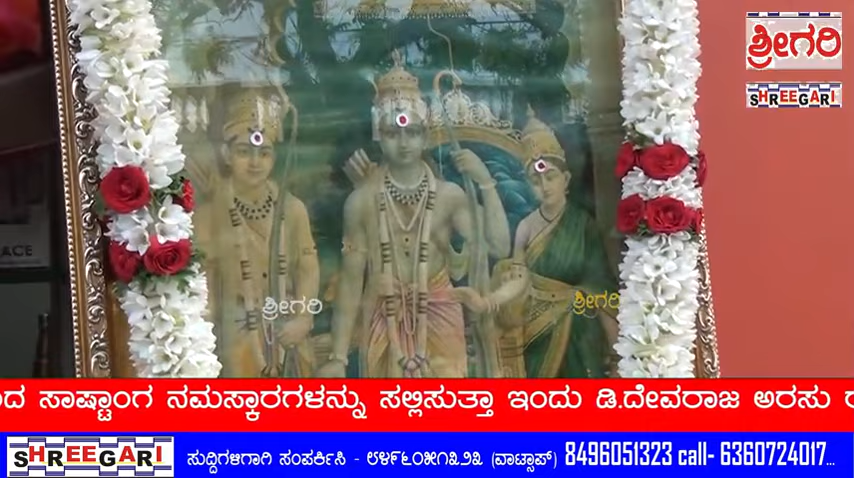 ಶ್ರೀಗರಿ
SHREEGARI
ACE
ಶ್ರೀಗರಿ
ಶ್ರೀಗರಿ
ಸಾಷ್ಟಾಂಗ ನಮಸ್ಕಾರಗಳನ್ನು ಸಲ್ಲಿಸುತ್ತಾ ಇಂದು ಡಿ.ದೇವರಾಜ ಅರಸು
SHREEGARI ಸುದ್ದಿಗಳಿಗಾಗಿ ಸಂಪರ್ಕಿಸಿ - ೮೪೯೬೦೫೧೩೨೩ (ವಾಟ್ಸಾಪ್) 8496051323 call- 6360724017...